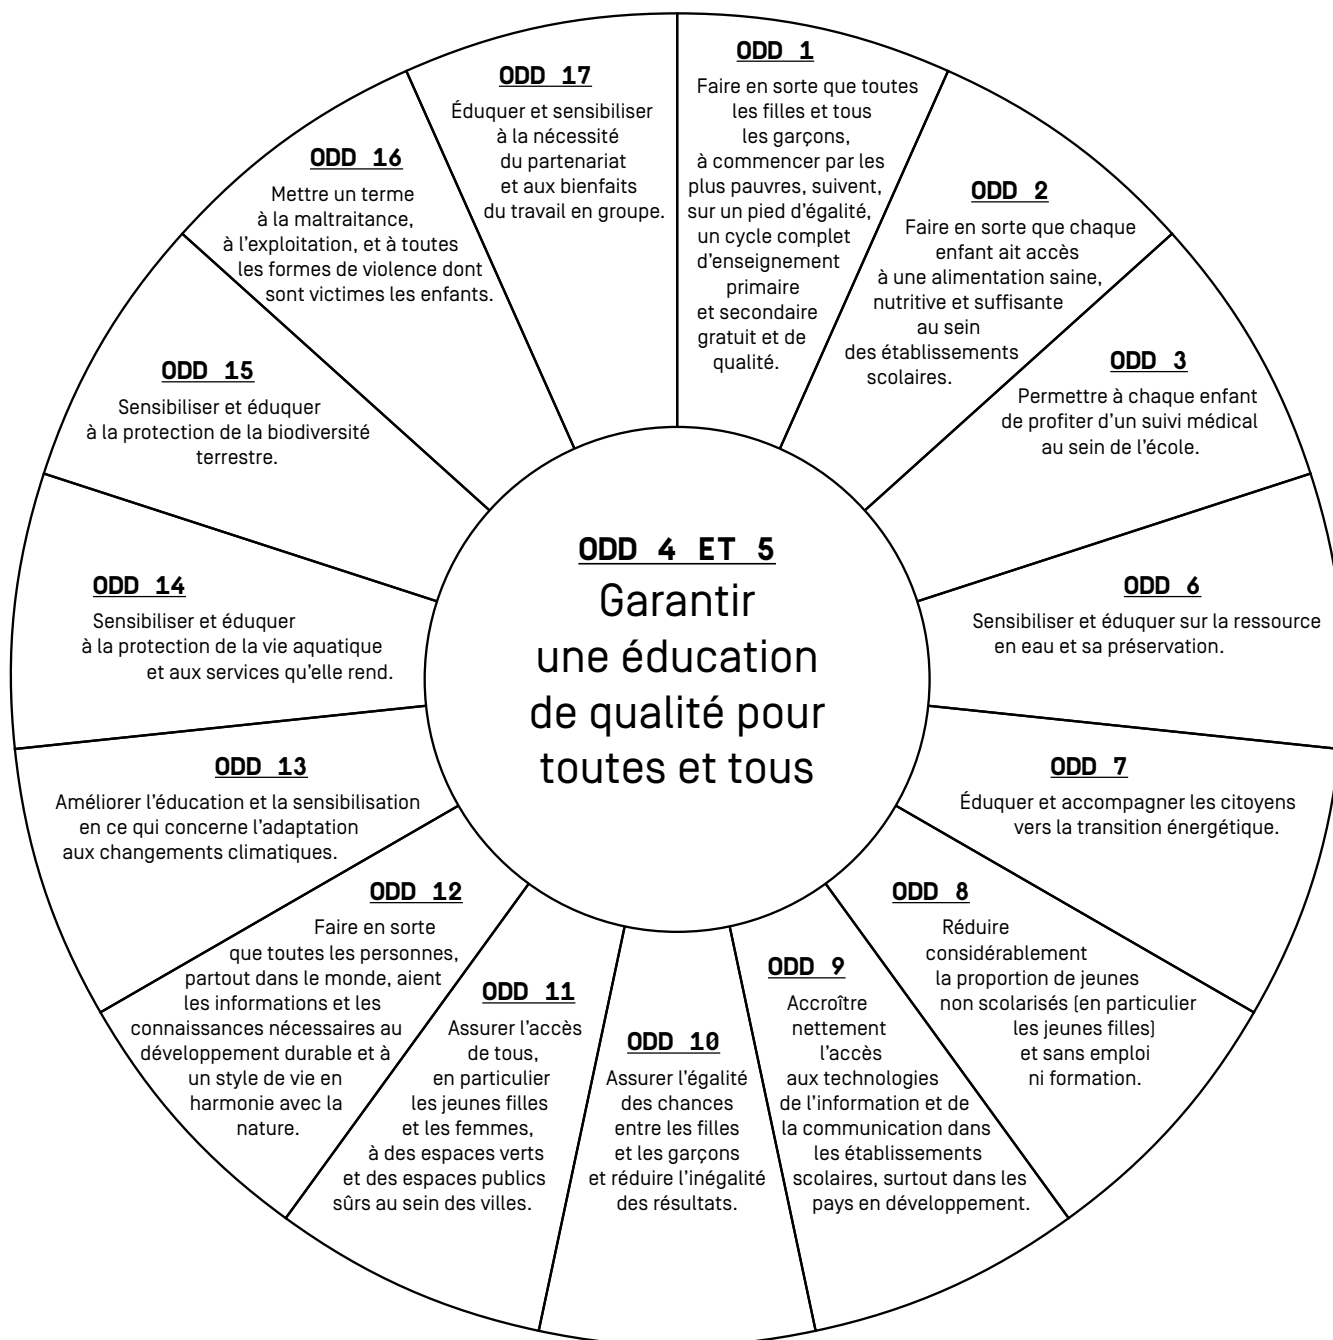 ODD 1
Faire en sorte que toutes
les filles et tous
les garçons,
à commencer par les
plus pauvres, suivent,
sur un pied d’égalité,
un cycle complet
d’enseignement
primaire
et secondaire
gratuit et de
qualité.
ODD 2
Faire en sorte que chaque
enfant ait accès
à une alimentation saine,
nutritive et suffisante
au sein
des établissements
scolaires.
ODD 3
Permettre à chaque enfant
de profiter d’un suivi médical
au sein de l’école.
ODD 4 ET 5
Garantir
une éducation
de qualité pour
toutes et tous
ODD 6
Sensibiliser et éduquer sur la ressource
en eau et sa préservation.
ODD 7
Éduquer et accompagner les citoyens
vers la transition énergétique.
ODD 8
Réduire
considérablement
la proportion de jeunes
non scolarisés (en particulier
les jeunes filles)
et sans emploi
ni formation.
ODD 9
Accroître
nettement
l’accès
aux technologies
de l’information et de
la communication dans
les établissements
scolaires, surtout dans les
pays en développement.
ODD 10
Assurer l’égalité
des chances
entre les filles
et les garçons
et réduire l’inégalité
des résultats.
ODD 11
Assurer l’accès
de tous,
en particulier
les jeunes filles
et les femmes,
à des espaces verts
et des espaces publics
sûrs au sein des villes.
ODD 12
Faire en sorte
que toutes les personnes,
partout dans le monde, aient
les informations et les
connaissances nécessaires au
développement durable et à
un style de vie en
harmonie avec la
nature.
ODD 13
Améliorer l’éducation et la sensibilisation
en ce qui concerne l’adaptation
aux changements climatiques.
ODD 14
Sensibiliser et éduquer
à la protection de la vie aquatique
et aux services qu’elle rend.
ODD 15
Sensibiliser et éduquer
à la protection de la biodiversité
terrestre.
ODD 16
Mettre un terme
à la maltraitance,
à l’exploitation, et à toutes
les formes de violence dont
sont victimes les enfants.
ODD 17
Éduquer et sensibiliser
à la nécessité
du partenariat
et aux bienfaits
du travail en groupe.